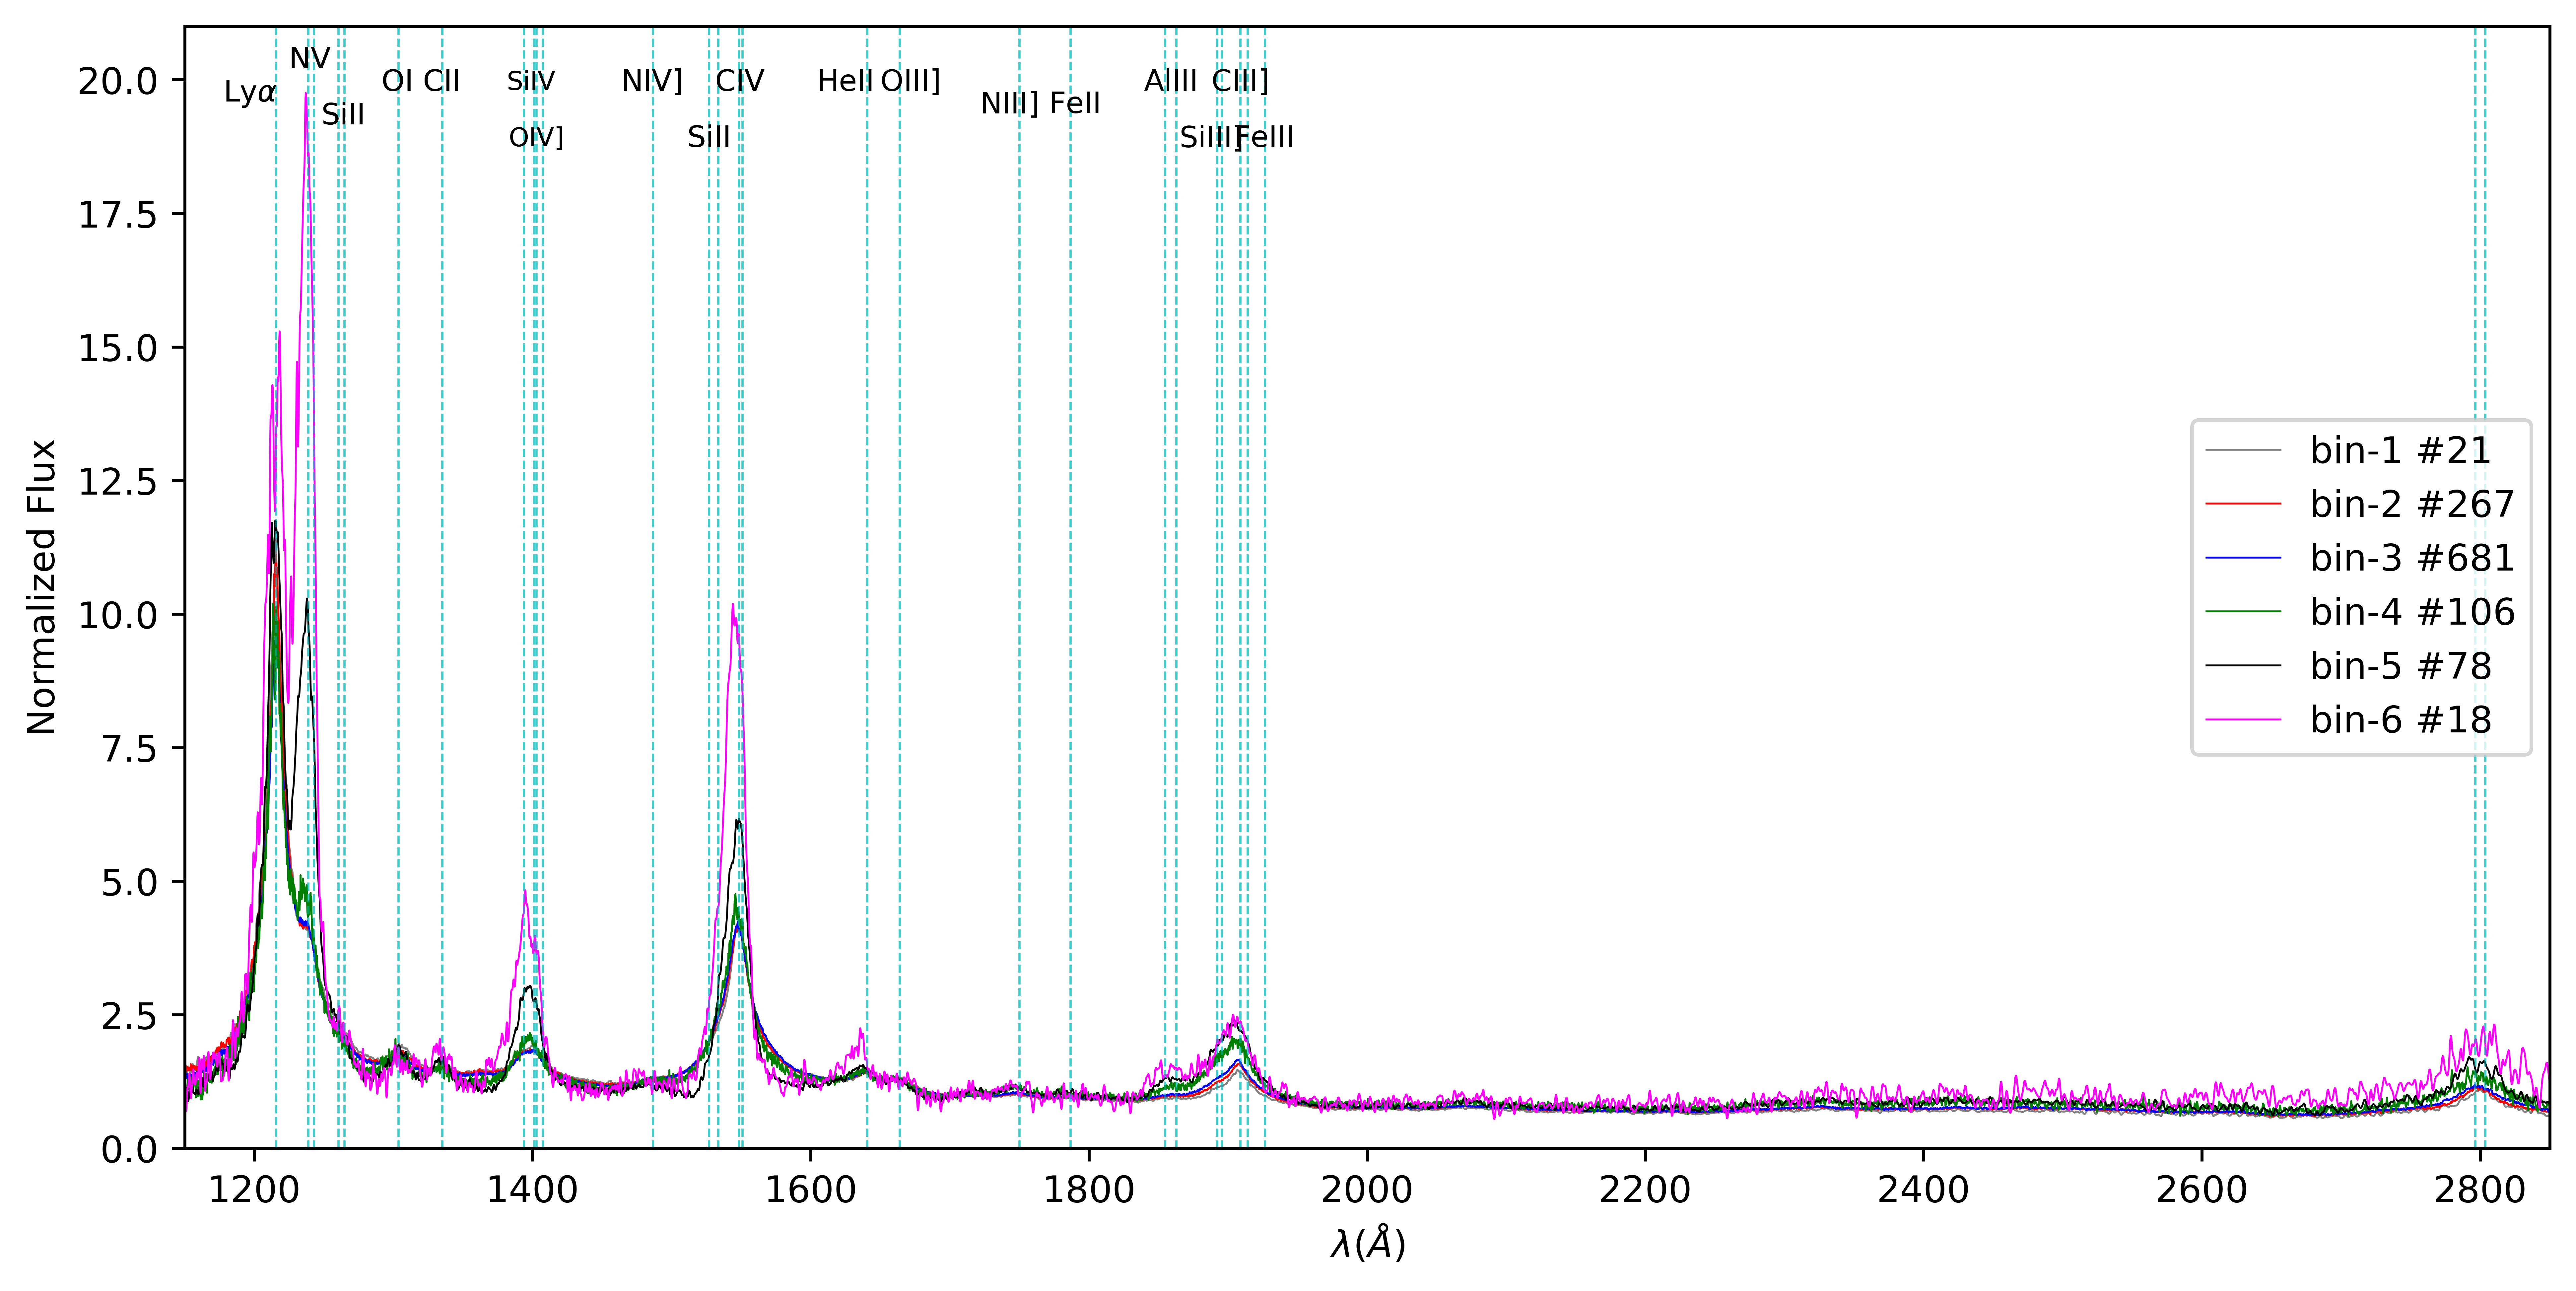 NV
Lyα
SiII
OI CII
SiIV
OIV]
NIV]
SiII
CIV
HeII OIII]
NIII] FeII
AlIII
CIII]
SiIII]
FeIII
20.0
17.5
15.0
12.5
10.0
7.5
5.0
2.5
0.0
Normalized Flux
bin-1 #21
bin-2 #267
bin-3 #681
bin-4 #106
bin-5 #78
bin-6 #18
1200 1400 1600 1800 2000 2200 2400 2600 2800
λ(Å)